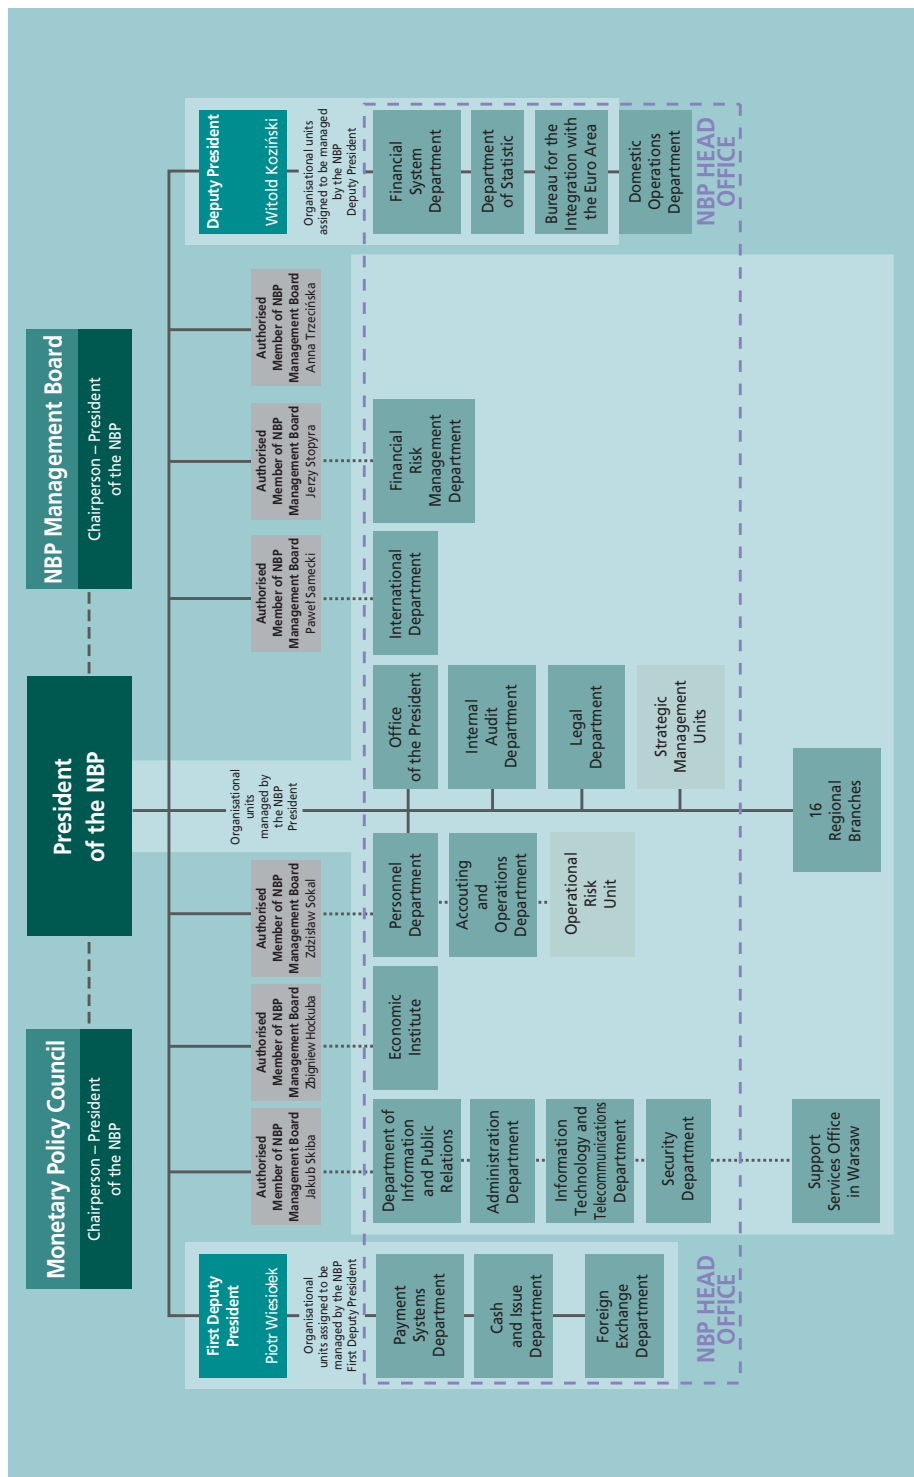 Monetary Policy Council
Chairperson – President
of the NBP
President
of the NBP
NBP Management Board
Chairperson – President
of the NBP
First Deputy
President
Piotr Wiesiołek
Organisational
units assigned to be
managed by the NBP
First Deputy President
Authorised
Member of NBP
Management Board
Jakub Skiba
Authorised
Member of NBP
Management Board
Zbigniew Hockuba
Authorised
Member of NBP
Management Board
Zdzisław Sokal
Organisational
units
managed by
the NBP
President
Authorised
Member of NBP
Management Board
Paweł Samecki
Authorised
Member of NBP
Management Board
Jerzy Stopyra
Authorised
Member of NBP
Management Board
Anna Trzecińska
Deputy President
Witold Koziński
Organisational units
assigned to be managed
by the NBP
Deputy President
Payment
Systems
Department
Cash
and Issue
Department
Foreign
Exchange
Department
NBP HEAD
OFFICE
Department of
Information
and Public
Relations
Administration
Department
Information
Technology and
Telecommunications
Department
Security
Department
Support
Services Office
in Warsaw
Economic
Institute
Personnel
Department
Accouting
and
Operations
Department
Operational
Risk
Unit
Office
of the President
Internal
Audit
Department
Legal
Department
Strategic
Management
Units
16
Regional
Branches
International
Department
Financial
Risk
Management
Department
Financial
System
Department
Department
of Statistic
Bureau for the
Integration with
the Euro Area
Domestic
Operations
Department
NBP HEAD
OFFICE